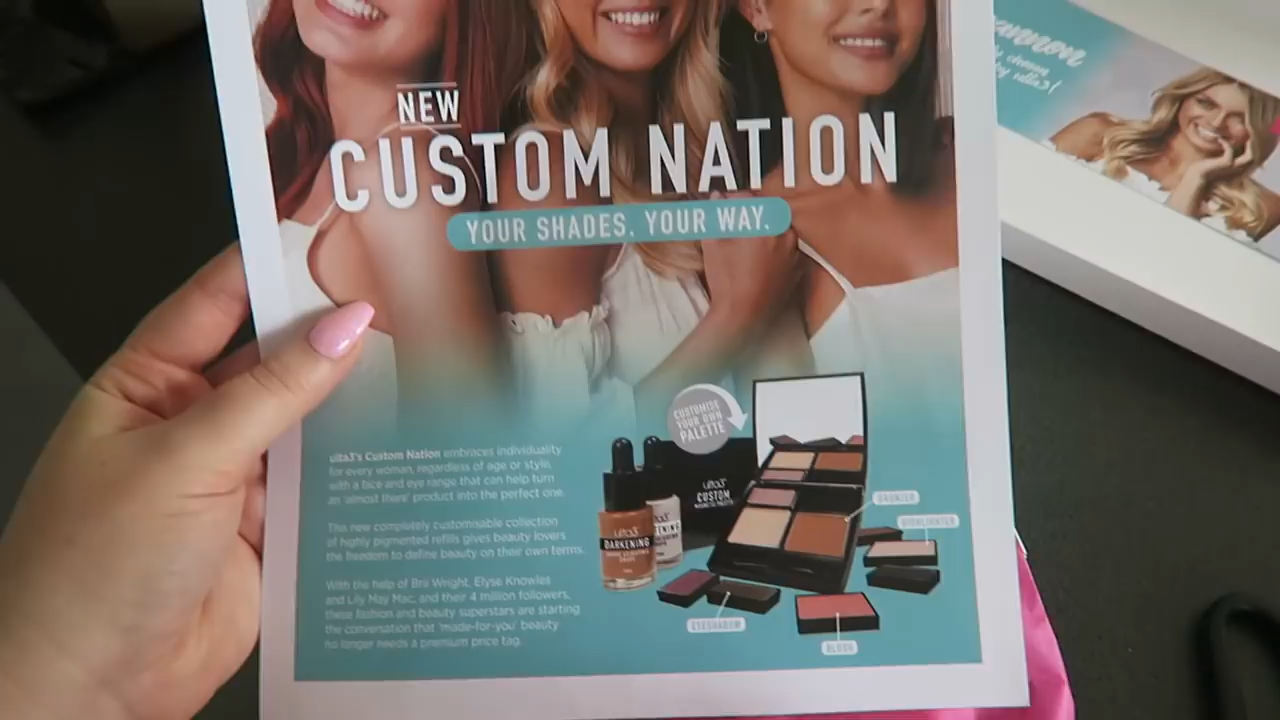 NEW
CUSTOM NATION
YOUR SHADES. YOUR WAY.
CUSTOMISE
YOUR OWN
PALETTE
ulta3's Custom Nation embraces individuality
for every woman, regardless of age or style,
with a face and eye range that can help turn
an 'almost there' product into the perfect one.
This new completely customisable collection
of highly pigmented refills gives beauty lovers
the freedom to define beauty on their own terms.
With the help of Brii Wright, Elyse Knowles
and Lily May Mac, and their 4 million followers,
these fashion and beauty superstars are starting
the conversation that 'made-for-you' beauty
no longer needs a premium price tag.
ulta3
CUSTOM
ulta3
DARKENING
BRONZER
HIGHLIGHTER
EYESHADOW
BLUSH
by ulta3!